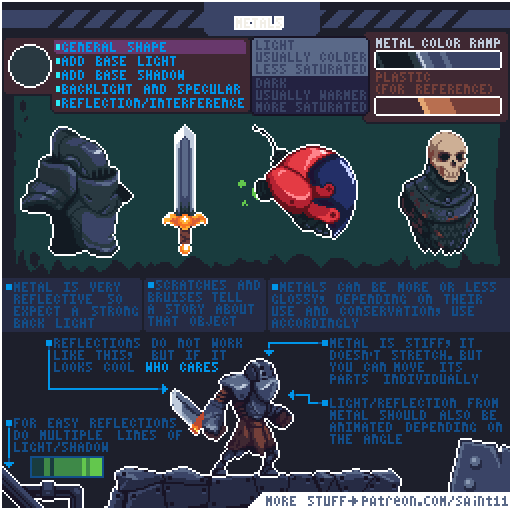 METALS
GENERAL SHAPE
ADD BASE LIGHT
ADD BASE SHADOW
BACKLIGHT AND SPECULAR
REFLECTION/INTERFERENCE
LIGHT
USUALLY COLDER
LESS SATURATED
DARK
USUALLY WARMER
MORE SATURATED
METAL COLOR RAMP
PLASTIC
(FOR REFERENCE)
METAL IS VERY
REFLECTIVE SO
EXPECT A STRONG
BACK LIGHT
SCRATCHES AND
BRUISES TELL
A STORY ABOUT
THAT OBJECT
METALS CAN BE MORE OR LESS
GLOSSY, DEPENDING ON THEIR
USE AND CONSERVATION, USE
ACCORDINGLY
REFLECTIONS DO NOT WORK
LIKE THIS, BUT IF IT
LOOKS COOL WHO CARES
METAL IS STIFF, IT
DOESN'T STRETCH. BUT
YOU CAN MOVE ITS
PARTS INDIVIDUALLY
LIGHT/REFLECTION FROM
METAL SHOULD ALSO BE
ANIMATED DEPENDING ON
THE ANGLE
FOR EASY REFLECTIONS
DO MULTIPLE LINES OF
LIGHT/SHADOW
MORE STUFF→PATREON.COM/SAINT11